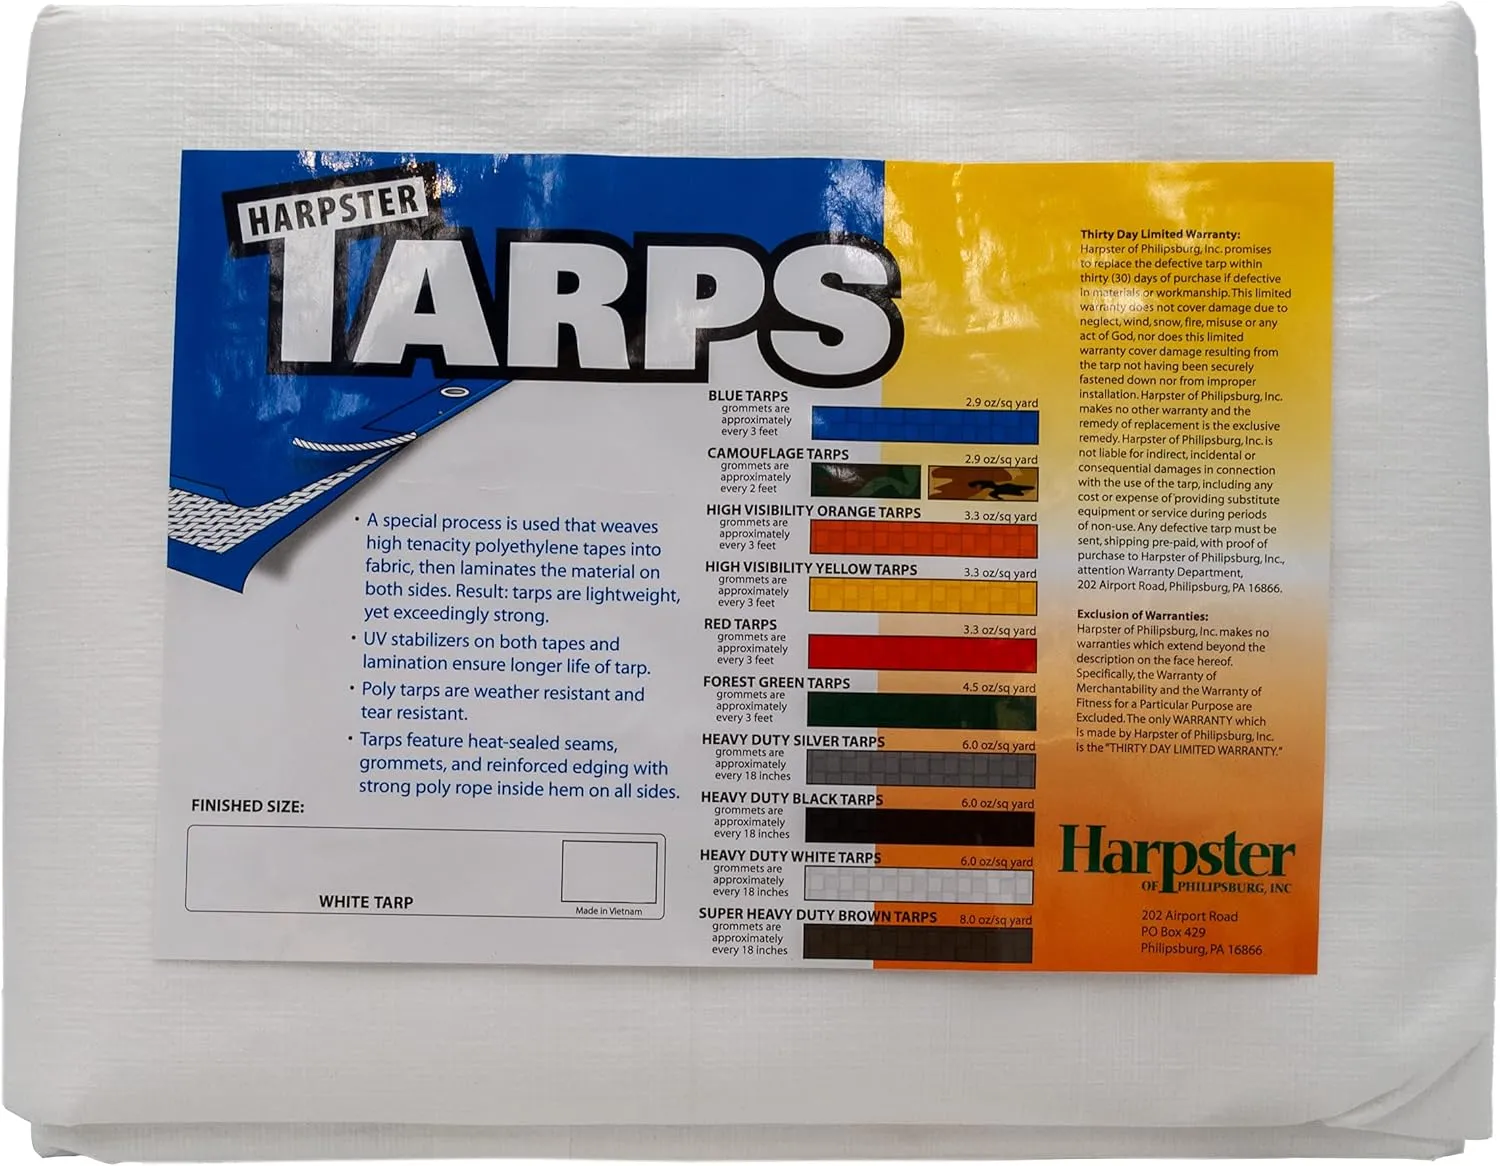 HARPSTER
TARPS
• A special process is used that weaves
high tenacity polyethylene tapes into
fabric, then laminates the material on
both sides. Result: tarps are lightweight,
yet exceedingly strong.
• UV stabilizers on both tapes and
lamination ensure longer life of tarp.
• Poly tarps are weather resistant and
tear resistant.
• Tarps feature heat-sealed seams,
grommets, and reinforced edging with
strong poly rope inside hem on all sides.
FINISHED SIZE:
WHITE TARP
Made in Vietnam
BLUE TARPS
grommets are
approximately
every 3 feet
2.9 oz/sq yard
CAMOUFLAGE TARPS
grommets are
approximately
every 2 feet
2.9 oz/sq yard
HIGH VISIBILITY ORANGE TARPS
grommets are
approximately
every 3 feet
3.3 oz/sq yard
HIGH VISIBILITY YELLOW TARPS
grommets are
approximately
every 3 feet
3.3 oz/sq yard
RED TARPS
grommets are
approximately
every 3 feet
3.3 oz/sq yard
FOREST GREEN TARPS
grommets are
approximately
every 3 feet
4.5 oz/sq yard
HEAVY DUTY SILVER TARPS
grommets are
approximately
every 18 inches
6.0 oz/sq yard
HEAVY DUTY BLACK TARPS
grommets are
approximately
every 18 inches
6.0 oz/sq yard
HEAVY DUTY WHITE TARPS
grommets are
approximately
every 18 inches
6.0 oz/sq yard
SUPER HEAVY DUTY BROWN TARPS
grommets are
approximately
every 18 inches
8.0 oz/sq yard
Thirty Day Limited Warranty:
Harpster of Philipsburg, Inc. promises
to replace the defective tarp within
thirty (30) days of purchase if defective
in materials or workmanship. This limited
warranty does not cover damage due to
neglect, wind, snow, fire, misuse or any
act of God, nor does this limited
warranty cover damage resulting from
the tarp not having been securely
fastened down nor from improper
installation. Harpster of Philipsburg, Inc.
makes no other warranty and the
remedy of replacement is the exclusive
remedy. Harpster of Philipsburg, Inc. is
not liable for indirect, incidental or
consequential damages in connection
with the use of the tarp, including any
cost or expense of providing substitute
equipment or service during periods
of non-use. Any defective tarp must be
sent, shipping pre-paid, with proof of
purchase to Harpster of Philipsburg, Inc.,
attention Warranty Department,
202 Airport Road, Philipsburg, PA 16866.
Exclusion of Warranties:
Harpster of Philipsburg, Inc. makes no
warranties which extend beyond the
description on the face hereof.
Specifically, the Warranty of
Merchantability and the Warranty of
Fitness for a Particular Purpose are
Excluded. The only WARRANTY which
is made by Harpster of Philipsburg, Inc.
is the "THIRTY DAY LIMITED WARRANTY."
Harpster
OF PHILIPSBURG, INC
202 Airport Road
PO Box 429
Philipsburg, PA 16866